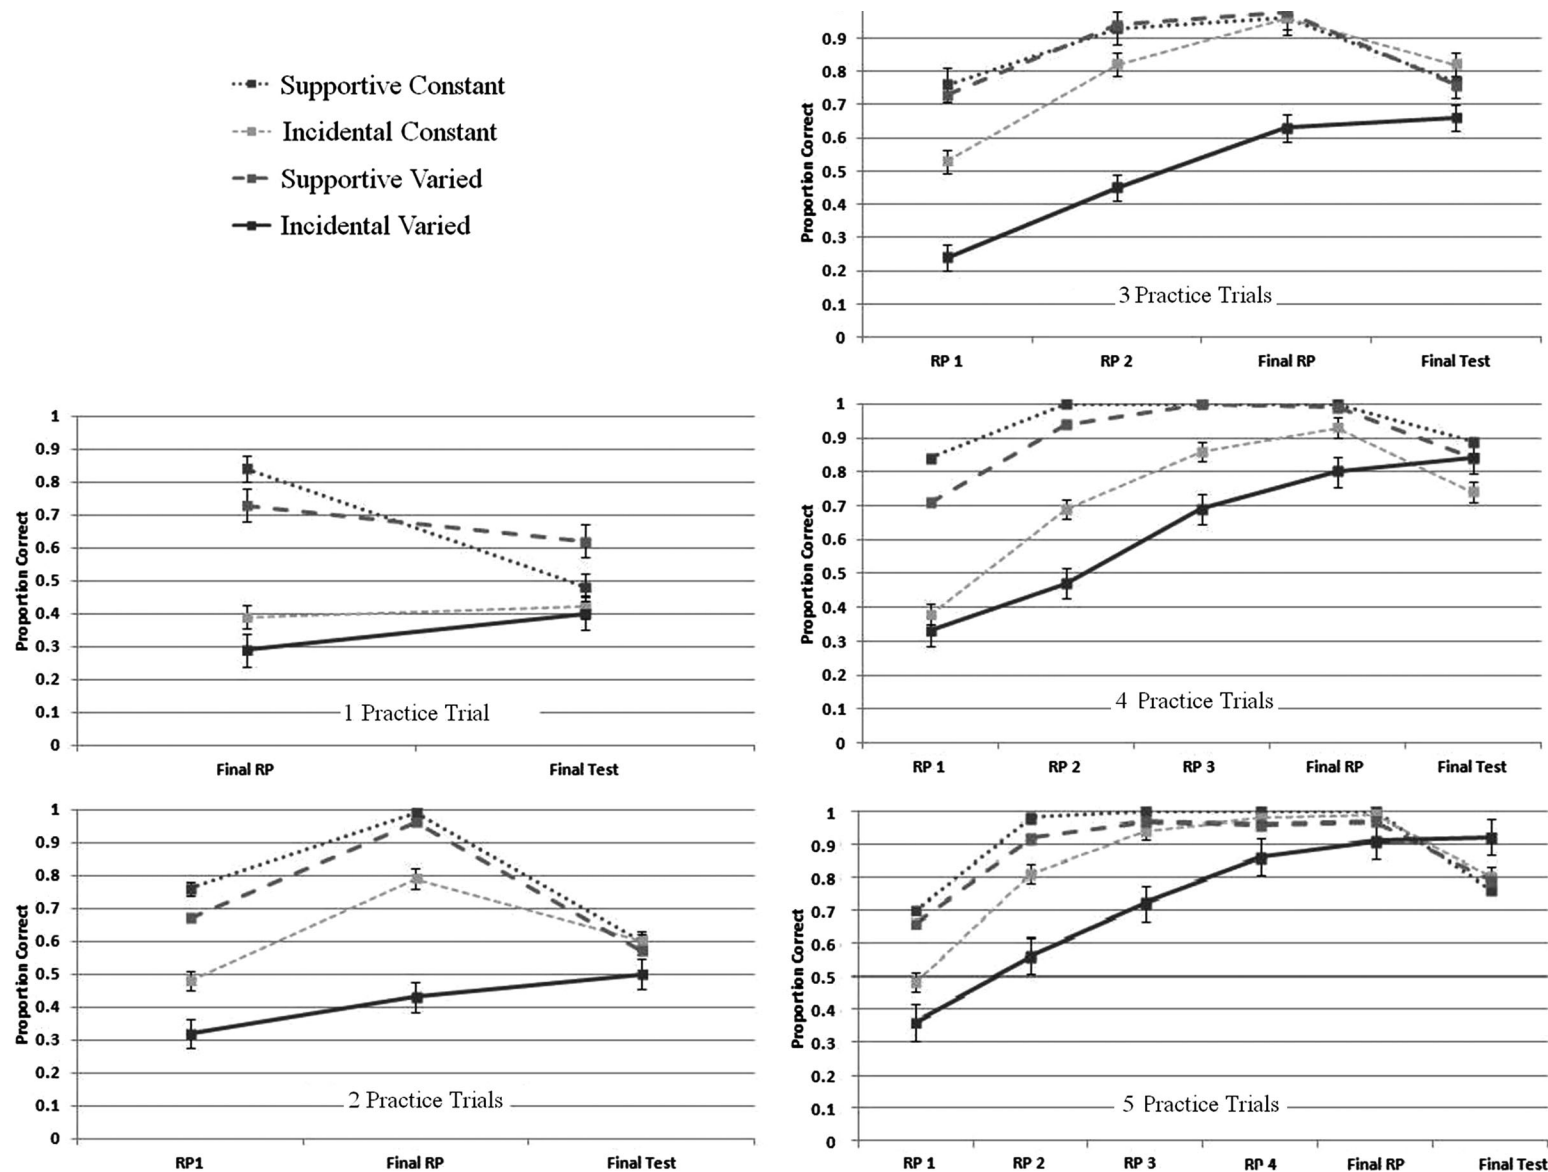 Supportive Constant
Incidental Constant
Supportive Varied
Incidental Varied
Proportion Correct
0.9
0.8
0.7
0.6
0.5
0.4
0.3
0.2
0.1
0
3 Practice Trials
RP 1 RP 2 Final RP Final Test
Proportion Correct
1
0.9
0.8
0.7
0.6
0.5
0.4
0.3
0.2
0.1
0
1 Practice Trial
Final RP Final Test
Proportion Correct
1
0.9
0.8
0.7
0.6
0.5
0.4
0.3
0.2
0.1
0
4 Practice Trials
RP 1 RP 2 RP 3 Final RP Final Test
Proportion Correct
1
0.9
0.8
0.7
0.6
0.5
0.4
0.3
0.2
0.1
0
2 Practice Trials
RP1 Final RP Final Test
Proportion Correct
1
0.9
0.8
0.7
0.6
0.5
0.4
0.3
0.2
0.1
0
5 Practice Trials
RP 1 RP 2 RP 3 RP 4 Final RP Final Test